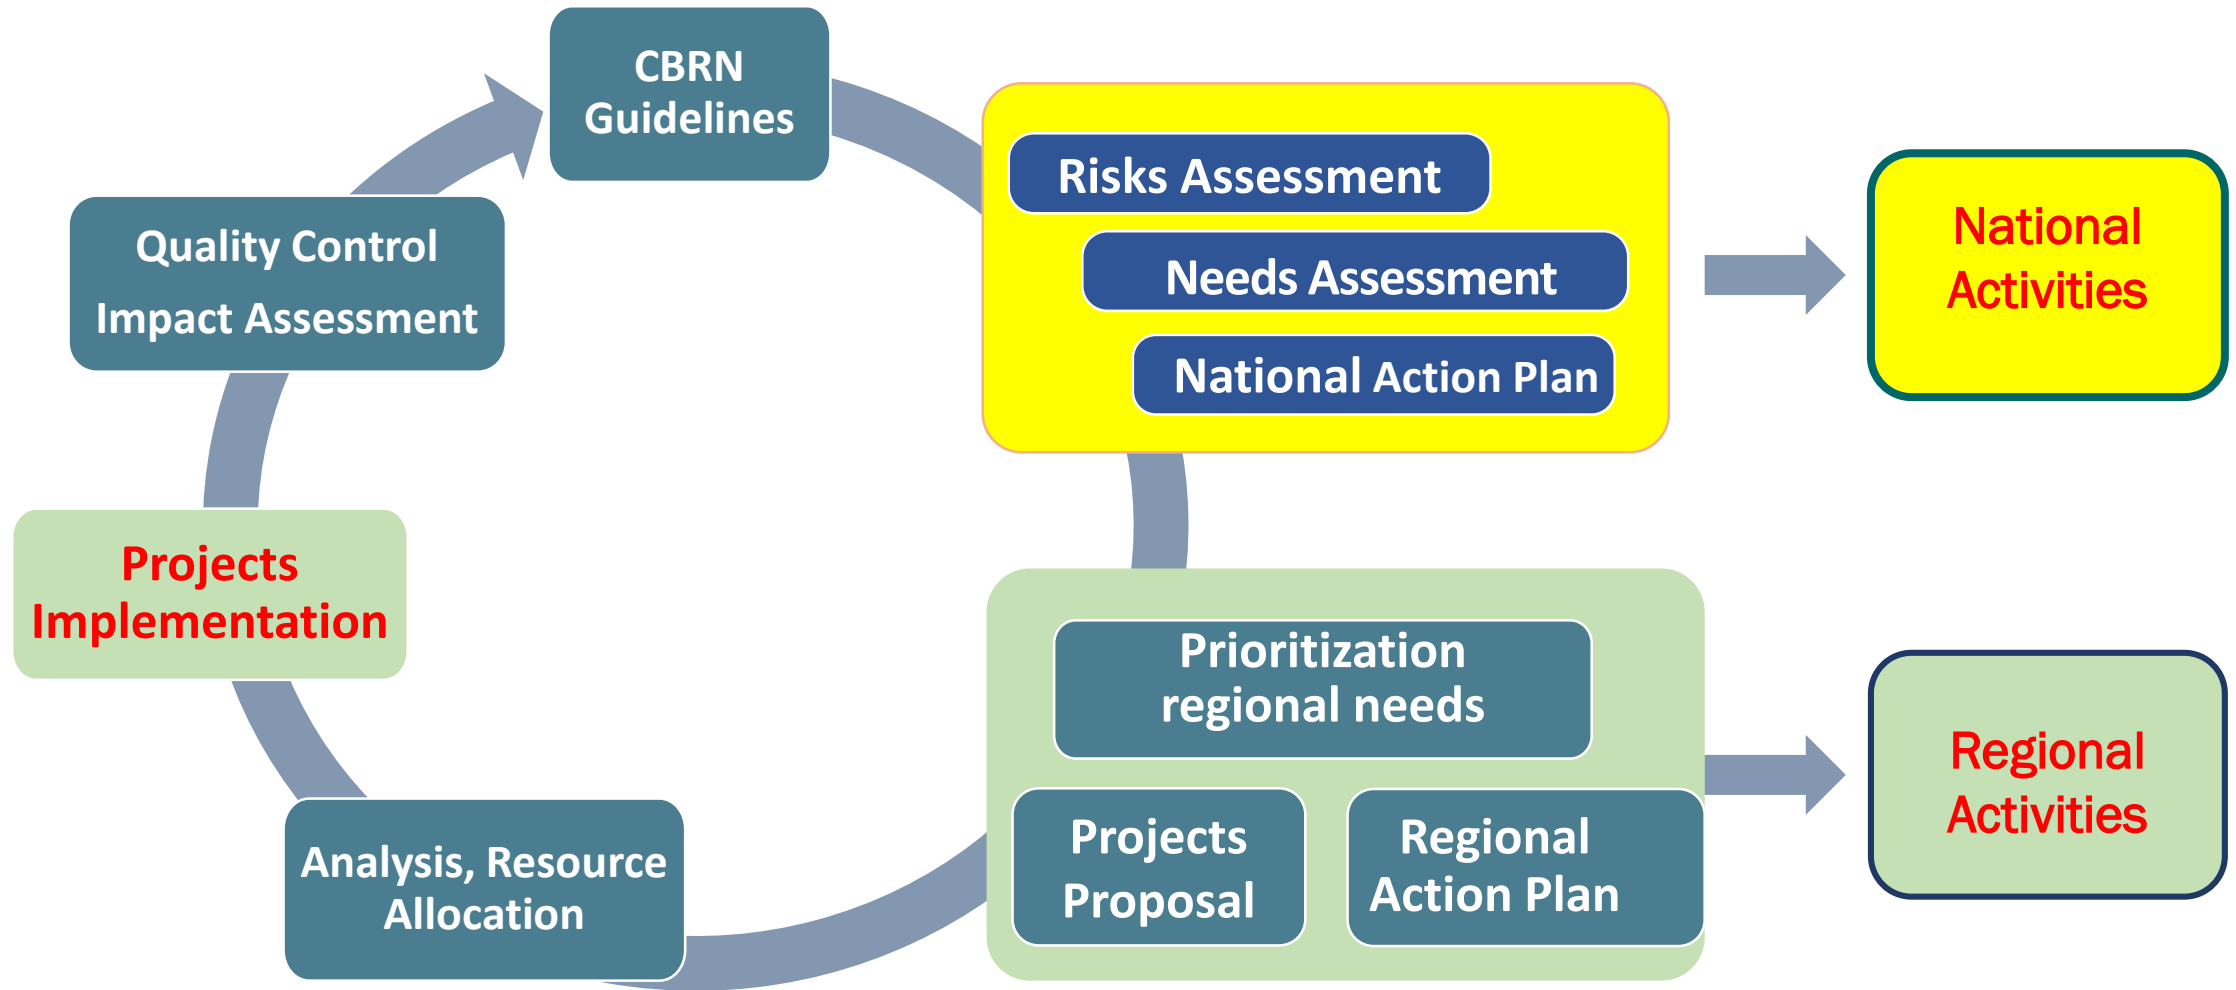 CBRN
Guidelines
Risks Assessment
Needs Assessment
National Action Plan
National
Activities
Quality Control
Impact Assessment
Projects
Implementation
Prioritization
regional needs
Projects
Proposal
Regional
Action Plan
Regional
Activities
Analysis, Resource
Allocation